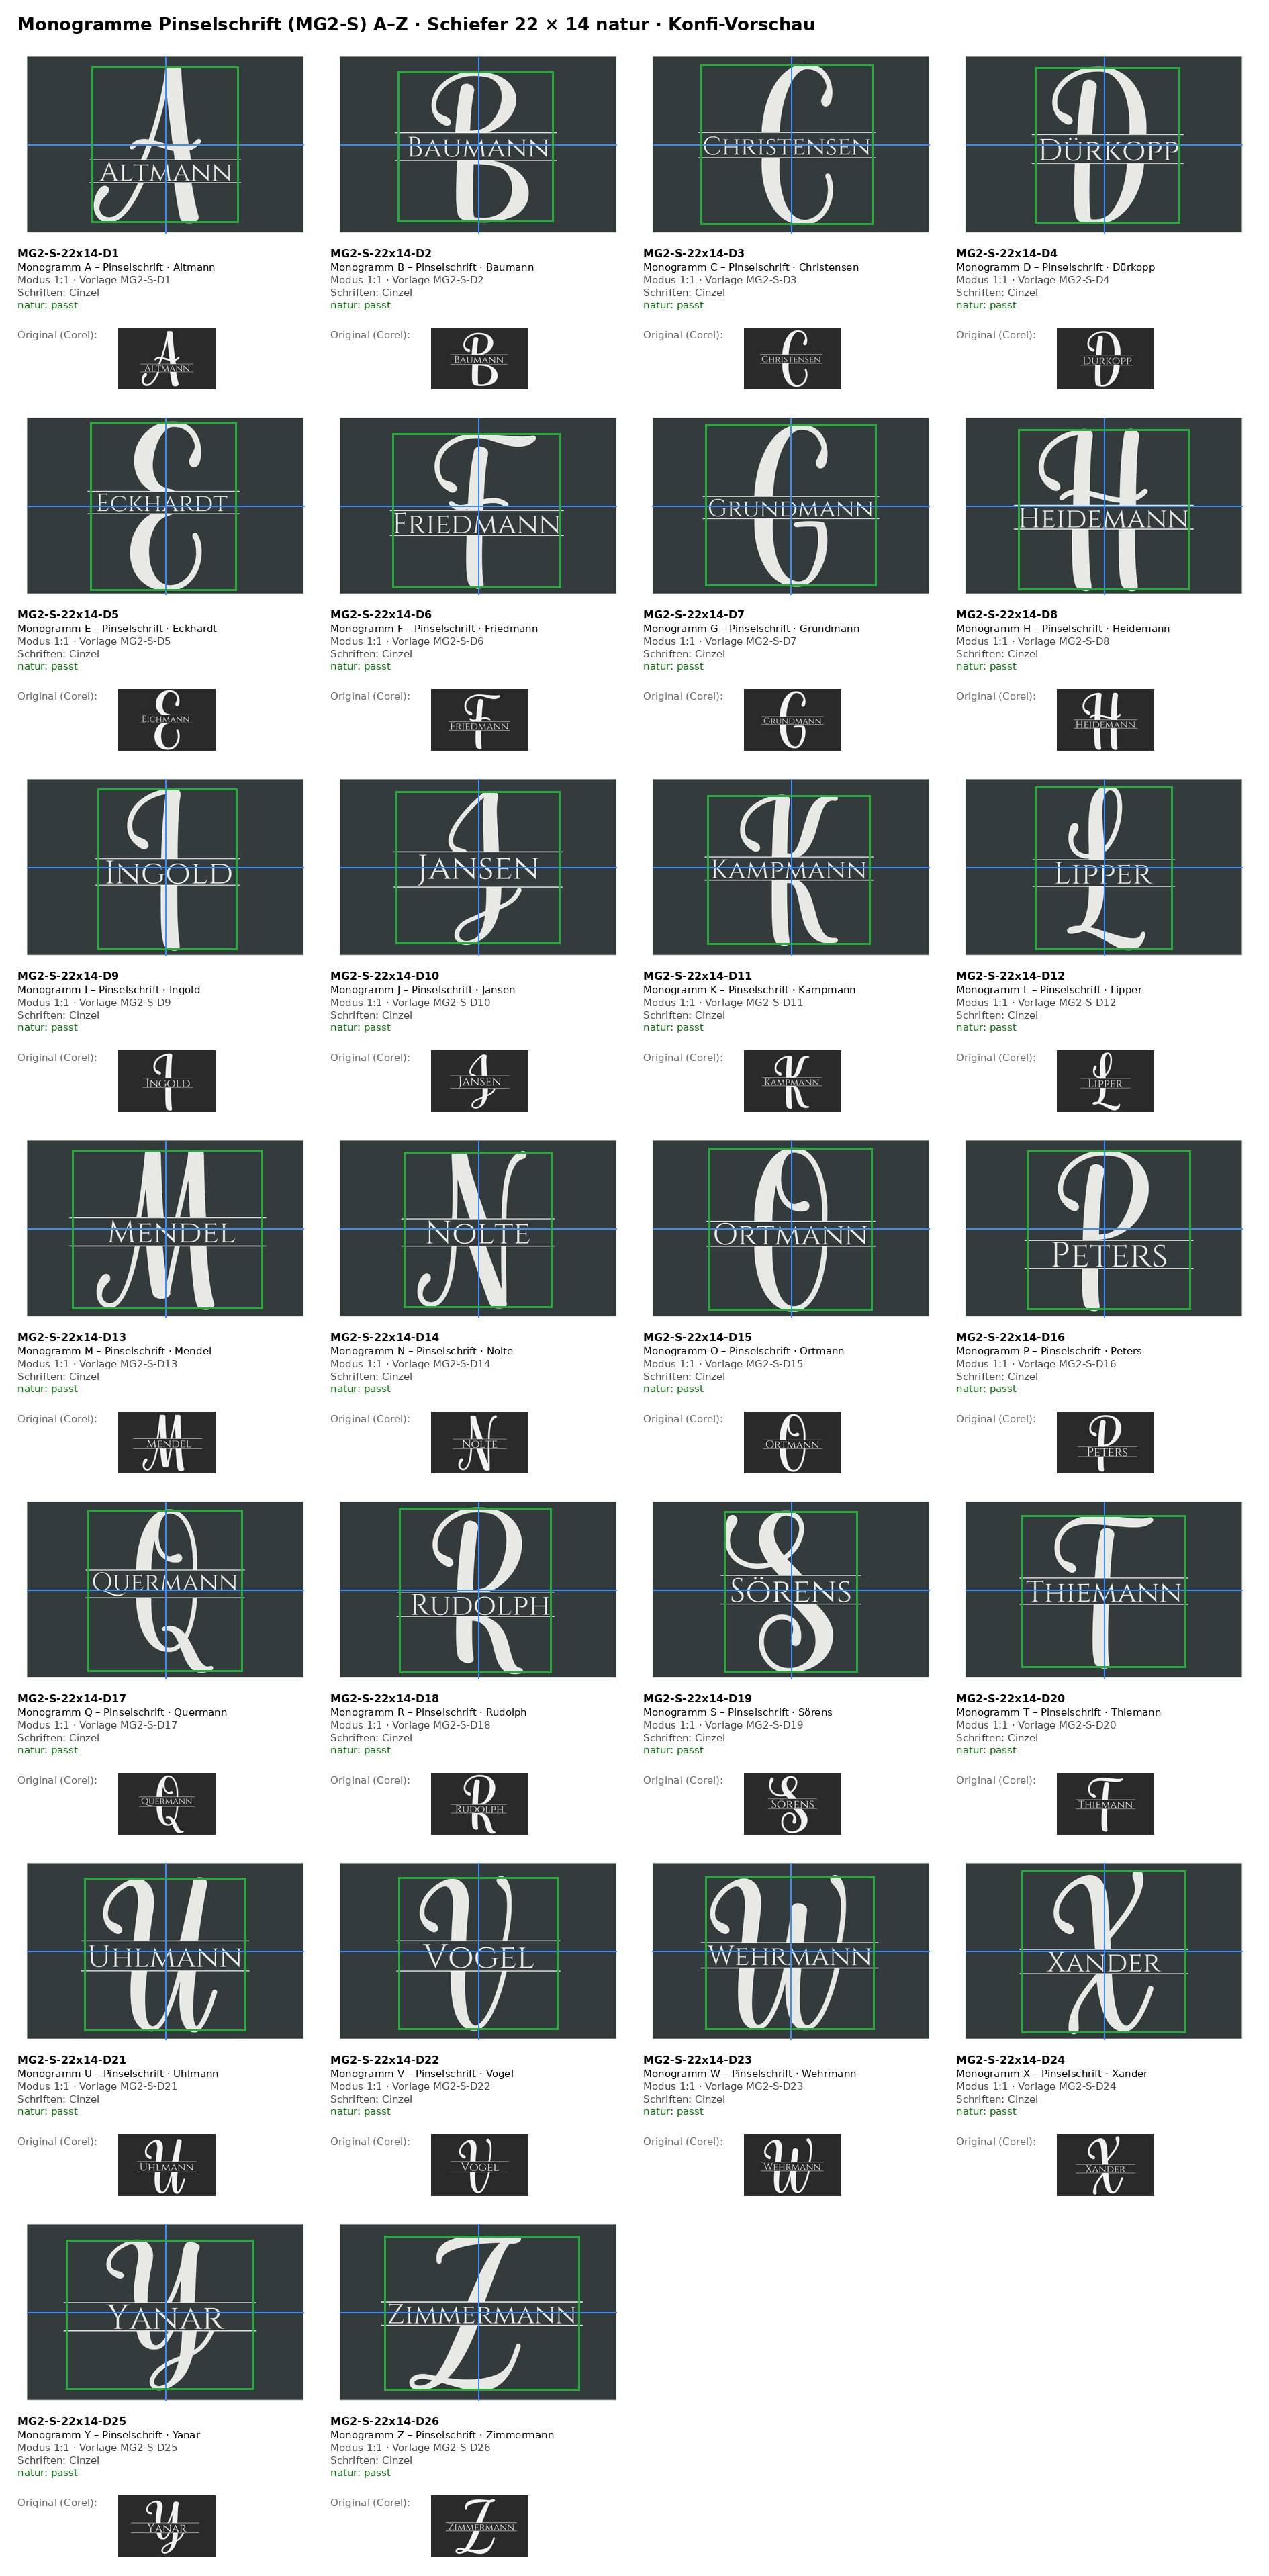 Monogramme Pinselschrift (MG2-S) A–Z · Schiefer 22 × 14 natur · Konfi-Vorschau
ALTMANN
BAUMANN
CHRISTENSEN
DÜRKOPP
MG2-S-22x14-D1
Monogramm A – Pinselschrift · Altmann
Modus 1:1 · Vorlage MG2-S-D1
Schriften: Cinzel
natur: passt
MG2-S-22x14-D2
Monogramm B – Pinselschrift · Baumann
Modus 1:1 · Vorlage MG2-S-D2
Schriften: Cinzel
natur: passt
MG2-S-22x14-D3
Monogramm C – Pinselschrift · Christensen
Modus 1:1 · Vorlage MG2-S-D3
Schriften: Cinzel
natur: passt
MG2-S-22x14-D4
Monogramm D – Pinselschrift · Dürkopp
Modus 1:1 · Vorlage MG2-S-D4
Schriften: Cinzel
natur: passt
Original (Corel):
ALTMANN
Original (Corel):
BAUMANN
Original (Corel):
CHRISTENSEN
Original (Corel):
DÜRKOPP
ECKHARDT
FRIEDMANN
GRUNDMANN
HEIDEMANN
MG2-S-22x14-D5
Monogramm E – Pinselschrift · Eckhardt
Modus 1:1 · Vorlage MG2-S-D5
Schriften: Cinzel
natur: passt
MG2-S-22x14-D6
Monogramm F – Pinselschrift · Friedmann
Modus 1:1 · Vorlage MG2-S-D6
Schriften: Cinzel
natur: passt
MG2-S-22x14-D7
Monogramm G – Pinselschrift · Grundmann
Modus 1:1 · Vorlage MG2-S-D7
Schriften: Cinzel
natur: passt
MG2-S-22x14-D8
Monogramm H – Pinselschrift · Heidemann
Modus 1:1 · Vorlage MG2-S-D8
Schriften: Cinzel
natur: passt
Original (Corel):
EICHMANN
Original (Corel):
FRIEDMANN
Original (Corel):
GRUNDMANN
Original (Corel):
HEIDEMANN
INGOLD
JANSEN
KAMPMANN
LIPPER
MG2-S-22x14-D9
Monogramm I – Pinselschrift · Ingold
Modus 1:1 · Vorlage MG2-S-D9
Schriften: Cinzel
natur: passt
MG2-S-22x14-D10
Monogramm J – Pinselschrift · Jansen
Modus 1:1 · Vorlage MG2-S-D10
Schriften: Cinzel
natur: passt
MG2-S-22x14-D11
Monogramm K – Pinselschrift · Kampmann
Modus 1:1 · Vorlage MG2-S-D11
Schriften: Cinzel
natur: passt
MG2-S-22x14-D12
Monogramm L – Pinselschrift · Lipper
Modus 1:1 · Vorlage MG2-S-D12
Schriften: Cinzel
natur: passt
Original (Corel):
INGOLD
Original (Corel):
JANSEN
Original (Corel):
KAMPMANN
Original (Corel):
LIPPER
MENDEL
NOLTE
ORTMANN
PETERS
MG2-S-22x14-D13
Monogramm M – Pinselschrift · Mendel
Modus 1:1 · Vorlage MG2-S-D13
Schriften: Cinzel
natur: passt
MG2-S-22x14-D14
Monogramm N – Pinselschrift · Nolte
Modus 1:1 · Vorlage MG2-S-D14
Schriften: Cinzel
natur: passt
MG2-S-22x14-D15
Monogramm O – Pinselschrift · Ortmann
Modus 1:1 · Vorlage MG2-S-D15
Schriften: Cinzel
natur: passt
MG2-S-22x14-D16
Monogramm P – Pinselschrift · Peters
Modus 1:1 · Vorlage MG2-S-D16
Schriften: Cinzel
natur: passt
Original (Corel):
MENDEL
Original (Corel):
NOLTE
Original (Corel):
ORTMANN
Original (Corel):
PETERS
QUERMANN
RUDOLPH
SÖRENS
THIEMANN
MG2-S-22x14-D17
Monogramm Q – Pinselschrift · Quermann
Modus 1:1 · Vorlage MG2-S-D17
Schriften: Cinzel
natur: passt
MG2-S-22x14-D18
Monogramm R – Pinselschrift · Rudolph
Modus 1:1 · Vorlage MG2-S-D18
Schriften: Cinzel
natur: passt
MG2-S-22x14-D19
Monogramm S – Pinselschrift · Sörens
Modus 1:1 · Vorlage MG2-S-D19
Schriften: Cinzel
natur: passt
MG2-S-22x14-D20
Monogramm T – Pinselschrift · Thiemann
Modus 1:1 · Vorlage MG2-S-D20
Schriften: Cinzel
natur: passt
Original (Corel):
QUERMANN
Original (Corel):
RUDOLPH
Original (Corel):
SÖRENS
Original (Corel):
THIEMANN
UHLMANN
VOGEL
WEHRMANN
XANDER
MG2-S-22x14-D21
Monogramm U – Pinselschrift · Uhlmann
Modus 1:1 · Vorlage MG2-S-D21
Schriften: Cinzel
natur: passt
MG2-S-22x14-D22
Monogramm V – Pinselschrift · Vogel
Modus 1:1 · Vorlage MG2-S-D22
Schriften: Cinzel
natur: passt
MG2-S-22x14-D23
Monogramm W – Pinselschrift · Wehrmann
Modus 1:1 · Vorlage MG2-S-D23
Schriften: Cinzel
natur: passt
MG2-S-22x14-D24
Monogramm X – Pinselschrift · Xander
Modus 1:1 · Vorlage MG2-S-D24
Schriften: Cinzel
natur: passt
Original (Corel):
UHLMANN
Original (Corel):
VOGEL
Original (Corel):
WEHRMANN
Original (Corel):
XANDER
YANAR
ZIMMERMANN
MG2-S-22x14-D25
Monogramm Y – Pinselschrift · Yanar
Modus 1:1 · Vorlage MG2-S-D25
Schriften: Cinzel
natur: passt
MG2-S-22x14-D26
Monogramm Z – Pinselschrift · Zimmermann
Modus 1:1 · Vorlage MG2-S-D26
Schriften: Cinzel
natur: passt
Original (Corel):
YANAR
Original (Corel):
ZIMMERMANN